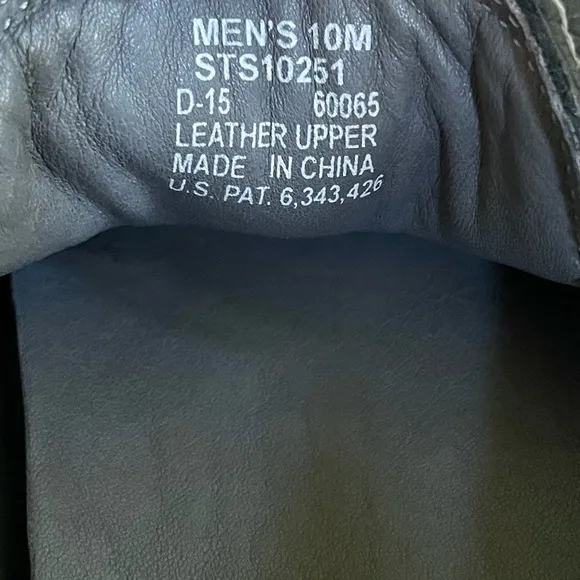 MEN'S 10M
STS10251
D-15 60065
LEATHER UPPER
MADE IN CHINA
U.S. PAT. 6,343,426